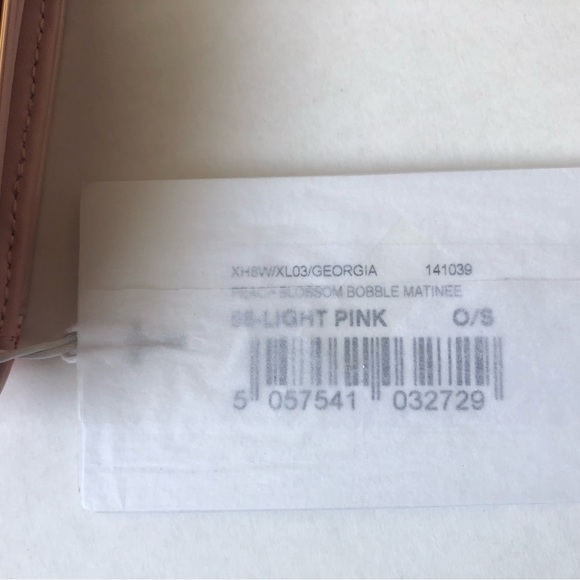 XH8W/XL03/GEORGIA 141039
PEACH BLOSSOM BOBBLE MATINEE
58-LIGHT PINK O/S
5 057541 032729